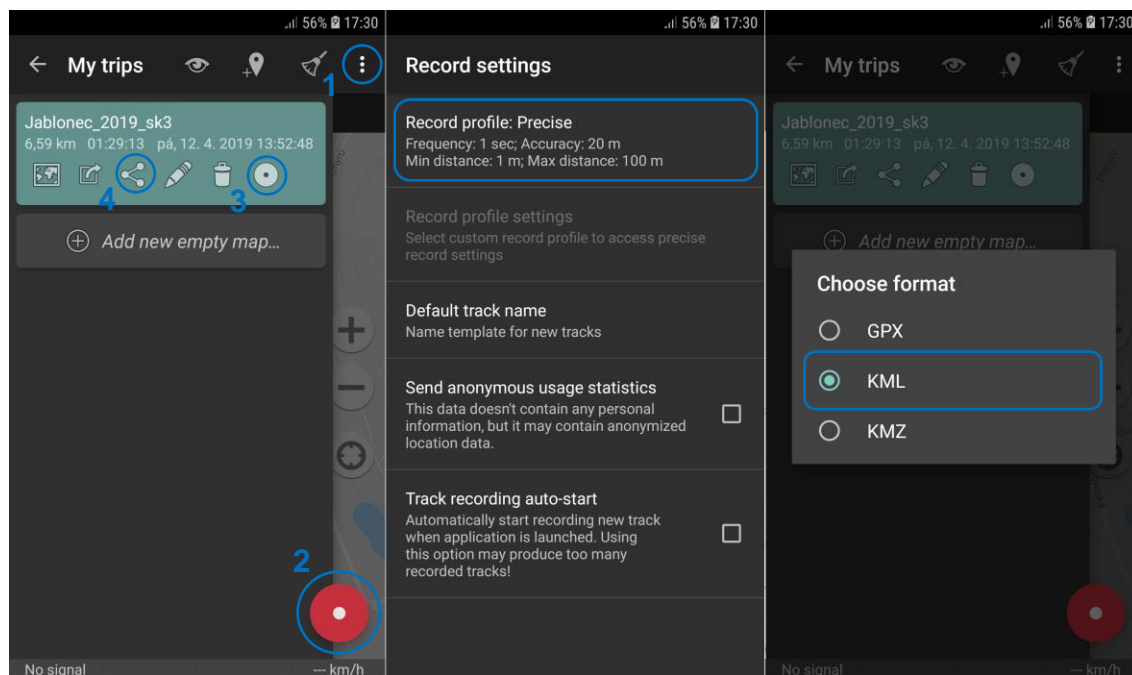 56% 17:30
My trips
1
Jablonec_2019_sk3
6,59 km 01:29:13 pá, 12. 4. 2019 13:52:48
4
3
Add new empty map...
2
No signal --- km/h
56% 17:30
Record settings
Record profile: Precise
Frequency: 1 sec; Accuracy: 20 m
Min distance: 1 m; Max distance: 100 m
Record profile settings
Select custom record profile to access precise
record settings
Default track name
Name template for new tracks
Send anonymous usage statistics
This data doesn't contain any personal
information, but it may contain anonymized
location data.
Track recording auto-start
Automatically start recording new track
when application is launched. Using
this option may produce too many
recorded tracks!
56% 17:30
My trips
Jablonec_2019_sk3
6,59 km 01:29:13 pá, 12. 4. 2019 13:52:48
Add new empty map...
Choose format
GPX
KML
KMZ
No signal --- km/h